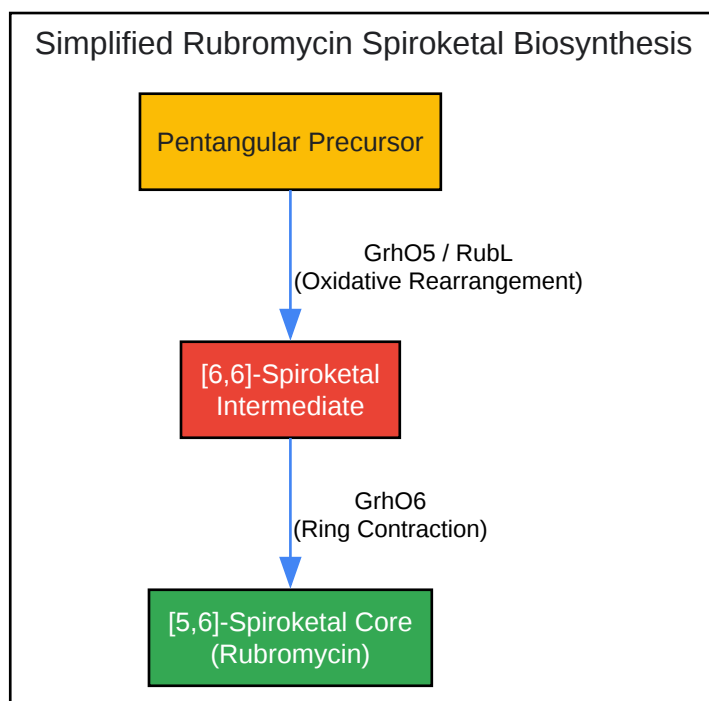 Simplified Rubromycin Spiroketal Biosynthesis
Pentangular Precursor
GrhO5 / RubL
(Oxidative Rearrangement)
[6,6]-Spiroketal
Intermediate
GrhO6
(Ring Contraction)
[5,6]-Spiroketal Core
(Rubromycin)